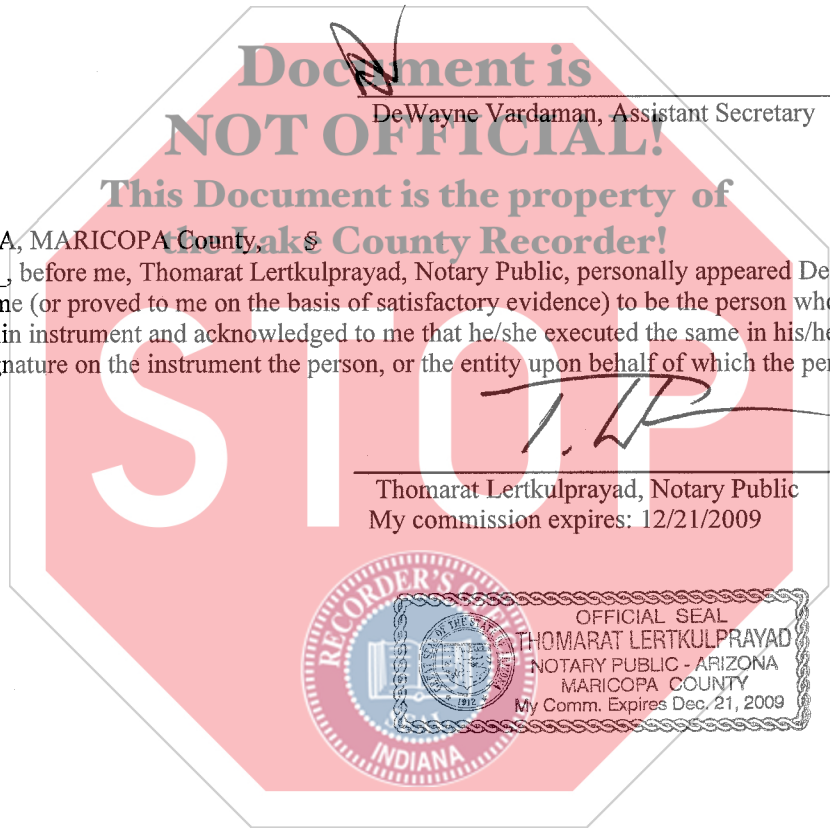 Document is
DeWayne Vardaman, Assistant Secretary
NOT OFFICIAL!
This Document is the property of
the Lake County Recorder!
A, MARICOPA County, S
, before me, Thomarat Lertkulprayad, Notary Public, personally appeared De
me (or proved to me on the basis of satisfactory evidence) to be the person who
in instrument and acknowledged to me that he/she executed the same in his/he
nature on the instrument the person, or the entity upon behalf of which the per
STOP
Thomarat Lertkulprayad, Notary Public
My commission expires: 12/21/2009
RECORDER'S OFFICE
SEAL
INDIANA
1912
OFFICIAL SEAL
THOMARAT LERTKULPRAYAD
NOTARY PUBLIC - ARIZONA
MARICOPA COUNTY
My Comm. Expires Dec. 21, 2009